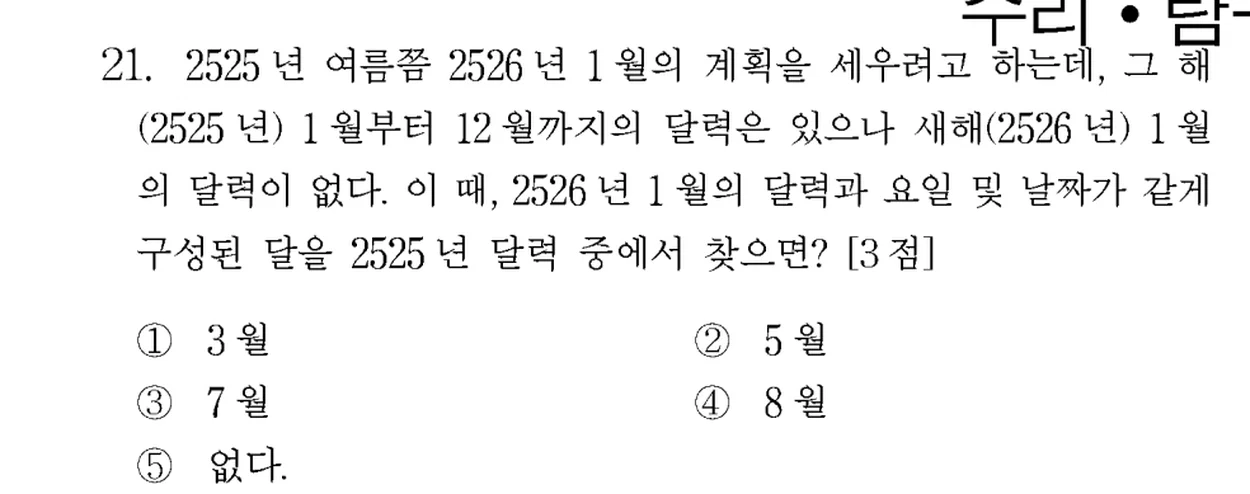 수리 • 탐구
21. 2525년 여름쯤 2526년 1월의 계획을 세우려고 하는데, 그 해
(2525년) 1월부터 12월까지의 달력은 있으나 새해(2526년) 1월
의 달력이 없다. 이 때, 2526년 1월의 달력과 요일 및 날짜가 같게
구성된 달을 2525년 달력 중에서 찾으면? [3점]
① 3월 ② 5월
③ 7월 ④ 8월
⑤ 없다.